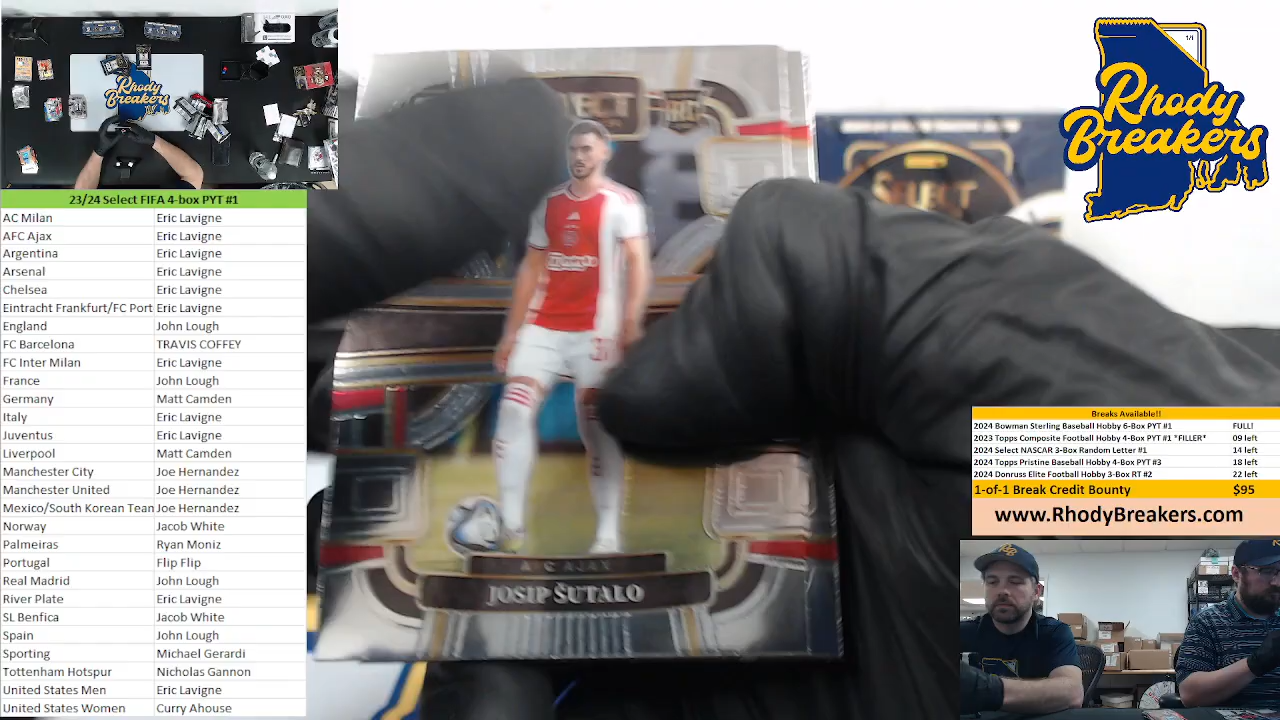 Rhody
Breakers
23/24 Select FIFA 4-box PYT #1
AC Milan Eric Lavigne
AFC Ajax Eric Lavigne
Argentina Eric Lavigne
Arsenal Eric Lavigne
Chelsea Eric Lavigne
Eintracht Frankfurt/FC Port Eric Lavigne
England John Lough
FC Barcelona TRAVIS COFFEY
FC Inter Milan Eric Lavigne
France John Lough
Germany Matt Camden
Italy Eric Lavigne
Juventus Eric Lavigne
Liverpool Matt Camden
Manchester City Joe Hernandez
Manchester United Joe Hernandez
Mexico/South Korean Tean Joe Hernandez
Norway Jacob White
Palmeiras Ryan Moniz
Portugal Flip Flip
Real Madrid John Lough
River Plate Eric Lavigne
SL Benfica Jacob White
Spain John Lough
Sporting Michael Gerardi
Tottenham Hotspur Nicholas Gannon
United States Men Eric Lavigne
United States Women Curry Ahouse
RC
SELECT
AFC AJAX
JOSIP ŠUTALO
1/1
Rhody
Breakers
Breaks Available!!
2024 Bowman Sterling Baseball Hobby 6-Box PYT #1 FULL!
2023 Topps Composite Football Hobby 4-Box PYT #1 *FILLER* 09 left
2024 Select NASCAR 3-Box Random Letter #1 14 left
2024 Topps Pristine Baseball Hobby 4-Box PYT #3 18 left
2024 Donruss Elite Football Hobby 3-Box RT #2 22 left
1-of-1 Break Credit Bounty $95
www.RhodyBreakers.com